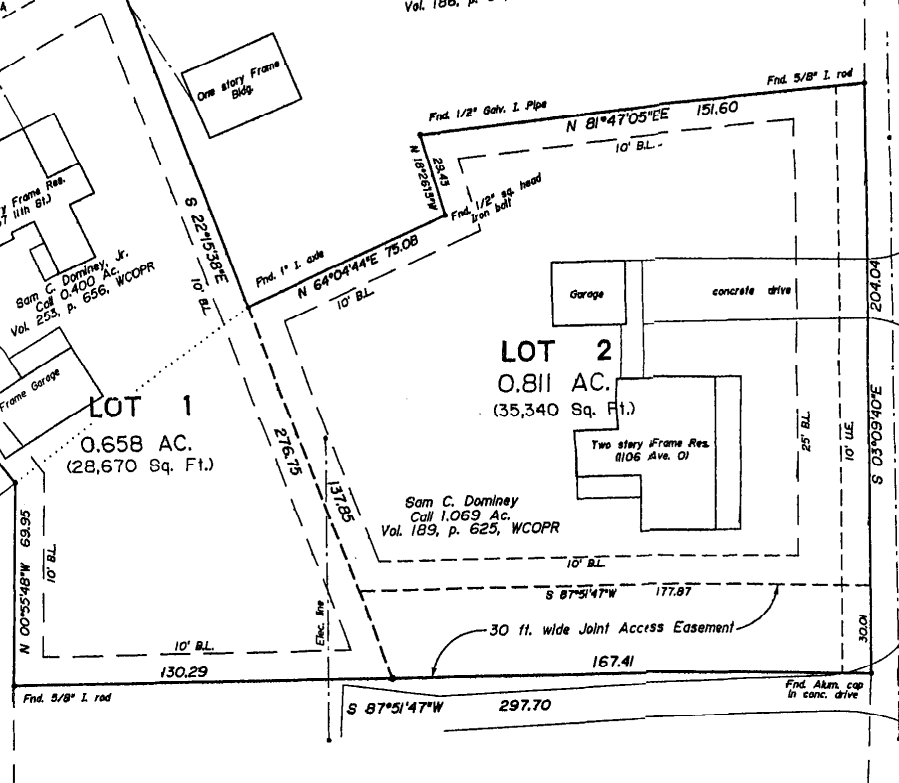 A
Vol. 186, p.
One story Frame
Bldg.
Fnd. 5/8" I. rod
Fnd. 1/2" Galv. I. Pipe
N 81°47'05"EE 151.60
10' B.L.
N 18°26'13"W
29.43
Fnd. 1/2" sq. head
Iron bolt
Frame Res.
11th St.)
S 22°15'38"E
10' B.L.
Fnd. 1" I. axle
N 64°04'44"E 75.08
10' B.L.
Sam C. Dominey, Jr.
Call 0.400 Ac.
Vol. 253, p. 656, WCOPR
Garage
concrete drive
204.04
Frame Garage
LOT 1
0.658 AC.
(28,670 Sq. Ft.)
LOT 2
0.811 AC.
(35,340 Sq. Ft.)
Two story Frame Res.
(1106 Ave. O)
25' B.L.
10' U.E.
S 03°09'40"E
276.75
137.85
Sam C. Dominey
Call 1.069 Ac.
Vol. 189, p. 625, WCOPR
N 00°55'48"W 69.95
10' B.L.
10' B.L.
S 87°51'47"W 177.87
Elec. line
30 ft. wide Joint Access Easement
30.01
10' B.L.
130.29
167.41
Fnd. 5/8" I. rod
Fnd. Alum. cap
in conc. drive
S 87°51'47"W 297.70